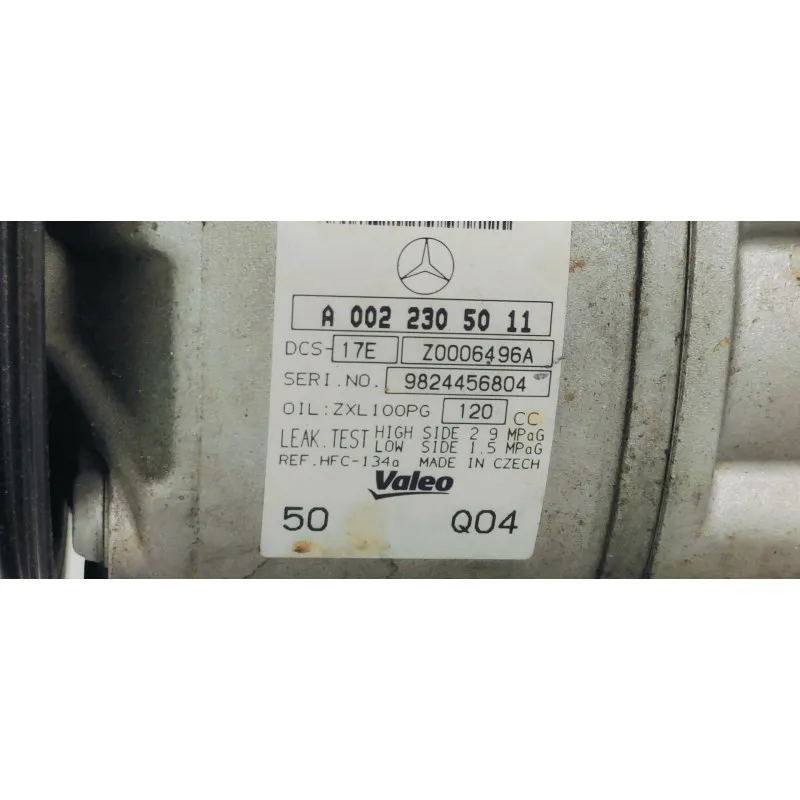 A 002 230 50 11
DCS-17E Z0006496A
SERI.NO. 9824456804
OIL:ZXL100PG 120 CC
LEAK.TEST HIGH SIDE 2.9 MPaG
LOW SIDE 1.5 MPaG
REF.HFC-134a MADE IN CZECH
Valeo
50 Q04